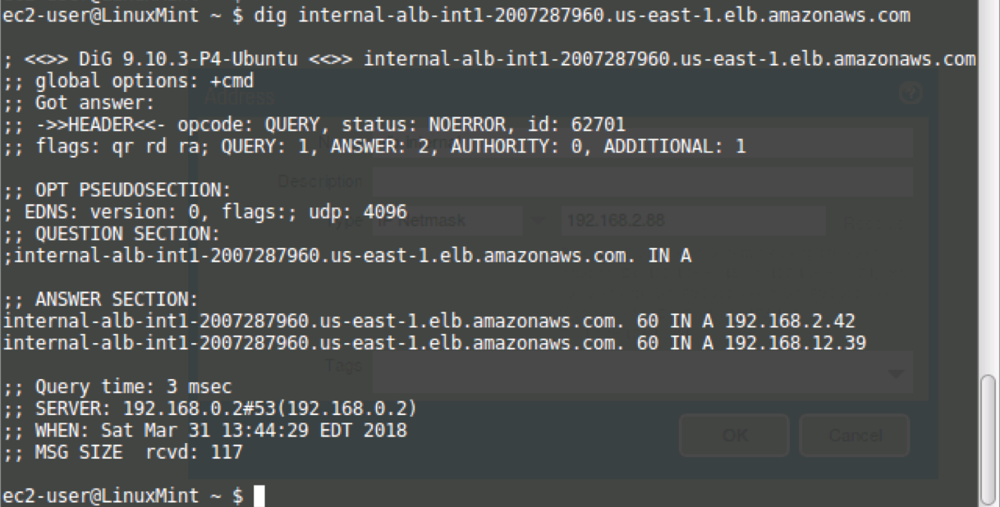 ec2-user@LinuxMint ~ $ dig internal-alb-int1-2007287960.us-east-1.elb.amazonaws.com
; <<>> DiG 9.10.3-P4-Ubuntu <<>> internal-alb-int1-2007287960.us-east-1.elb.amazonaws.com
;; global options: +cmd
;; Got answer:
Address
;; ->>HEADER<<- opcode: QUERY, status: NOERROR, id: 62701
;; flags: qr rd ra; QUERY: 1, ANSWER: 2, AUTHORITY: 0, ADDITIONAL: 1
Description
;; OPT PSEUDOSECTION:
; EDNS: version: 0, flags:; udp: 4096
Type IP Netmask 192.168.2.88
;; QUESTION SECTION:
;internal-alb-int1-2007287960.us-east-1.elb.amazonaws.com. IN A
;; ANSWER SECTION:
internal-alb-int1-2007287960.us-east-1.elb.amazonaws.com. 60 IN A 192.168.2.42
internal-alb-int1-2007287960.us-east-1.elb.amazonaws.com. 60 IN A 192.168.12.39
Tags
;; Query time: 3 msec
;; SERVER: 192.168.0.2#53(192.168.0.2)
;; WHEN: Sat Mar 31 13:44:29 EDT 2018
OK Cancel
;; MSG SIZE  rcvd: 117
ec2-user@LinuxMint ~ $